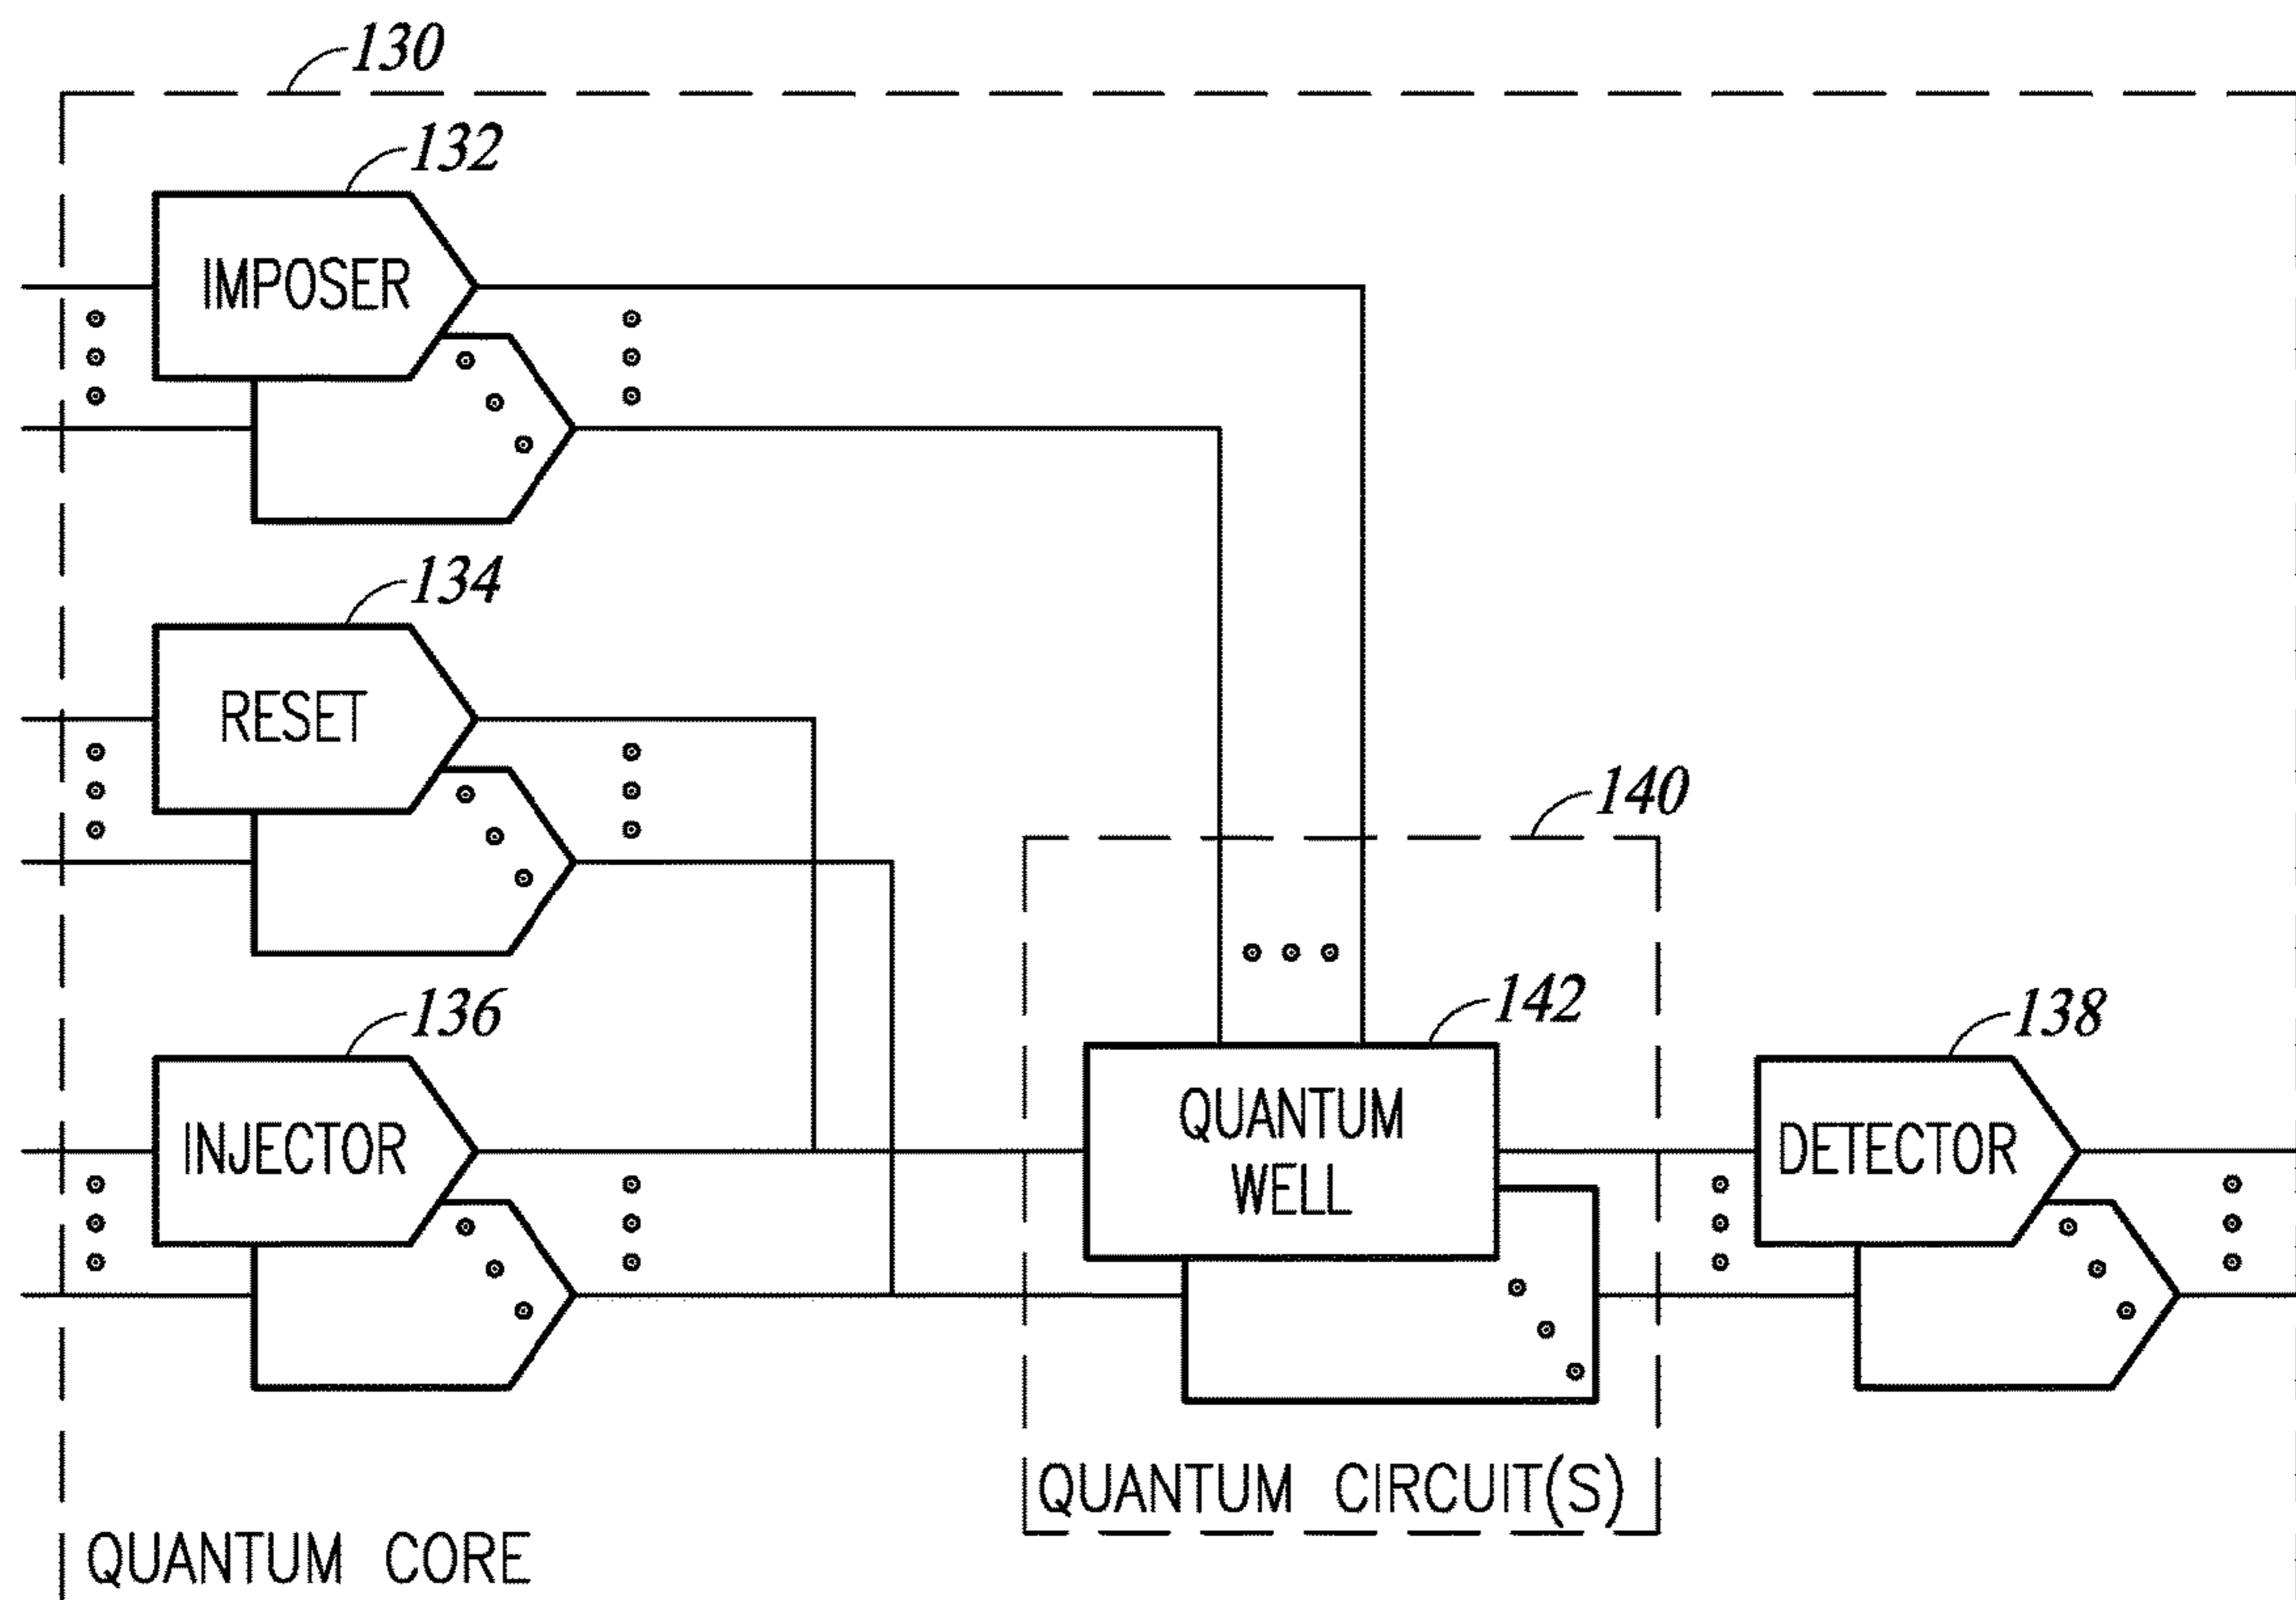 130
132
IMPOSER
134
RESET
140
136
142
138
INJECTOR
QUANTUM
WELL
DETECTOR
QUANTUM CIRCUIT(S)
QUANTUM CORE